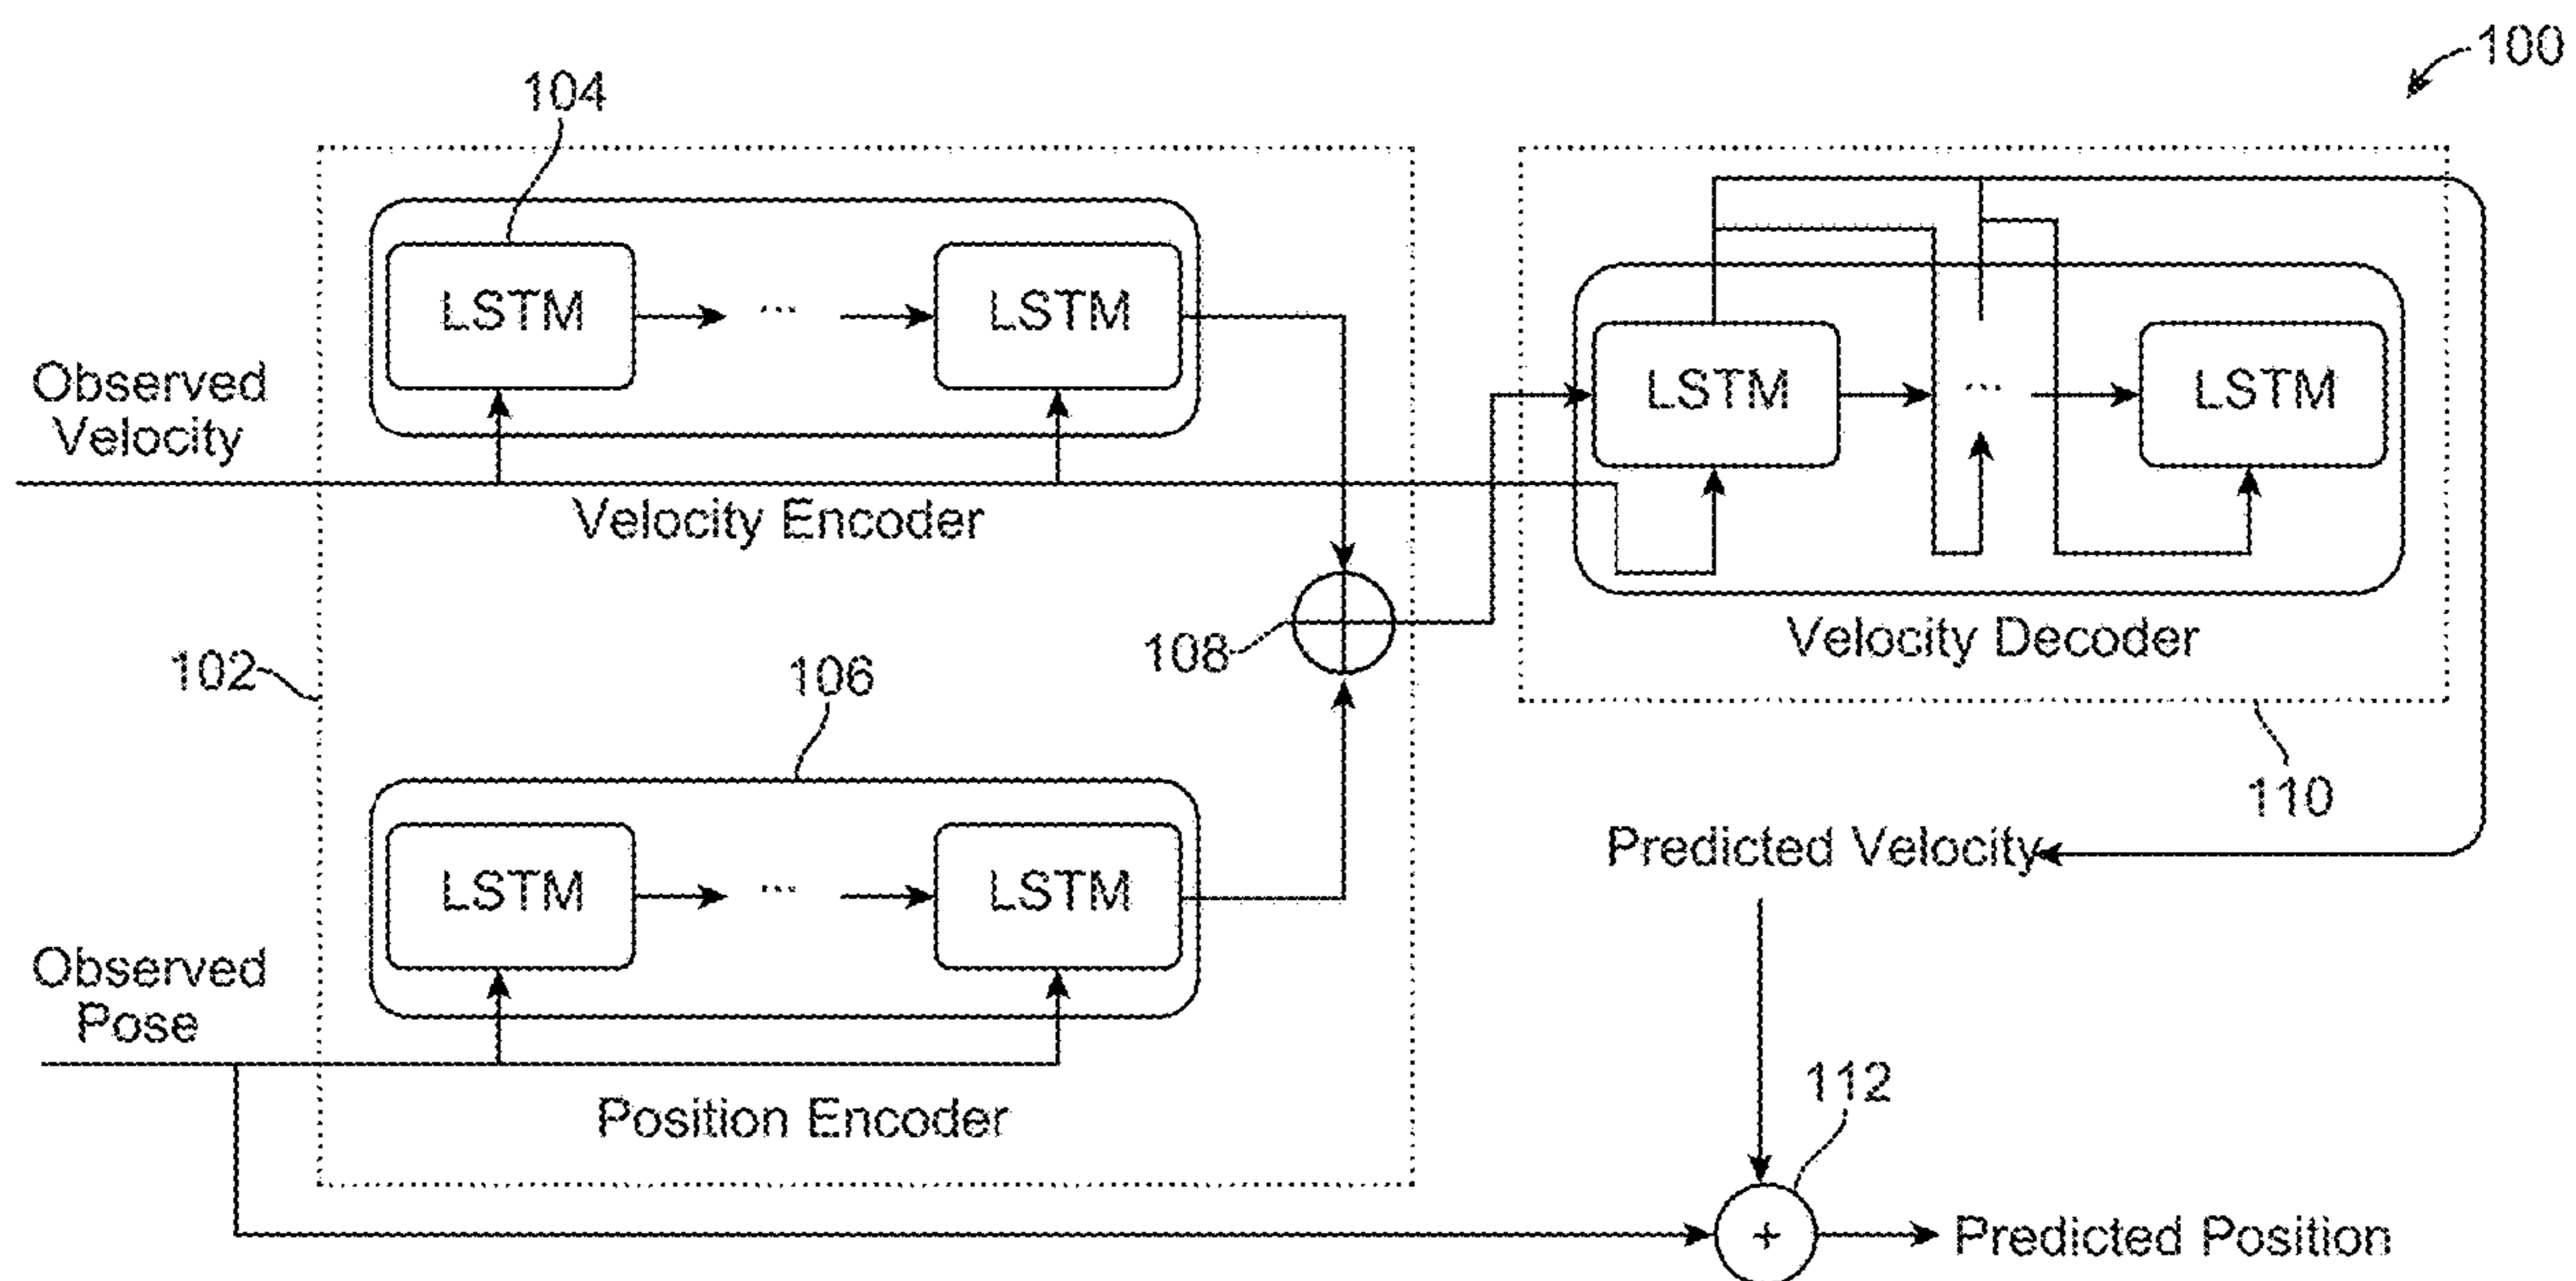 100
104
LSTM
...
LSTM
Observed
Velocity
Velocity Encoder
LSTM
...
LSTM
Velocity Decoder
108
102
106
110
LSTM
...
LSTM
Predicted Velocity
Observed
Pose
Position Encoder
112
+
Predicted Position